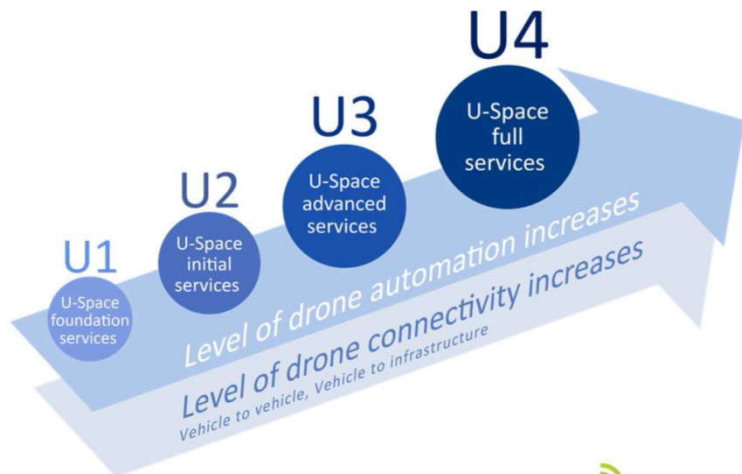 U1
U-Space
foundation
services
U2
U-Space
initial
services
U3
U-Space
advanced
services
U4
U-Space
full
services
Level of drone automation increases
Level of drone connectivity increases
Vehicle to vehicle, Vehicle to infrastructure